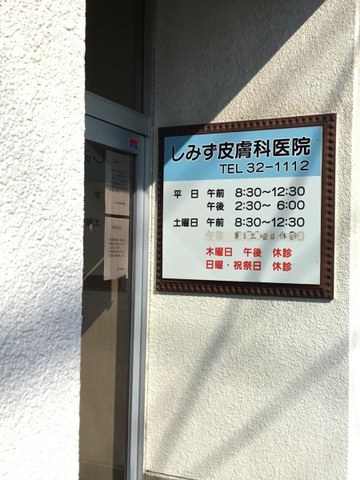 しみず皮膚科医院
TEL 32-1112
平 日 午前 8:30~12:30
午後 2:30~ 6:00
土曜日 午前 8:30~12:30
木曜日 午後 休診
日曜・祝祭日 休診